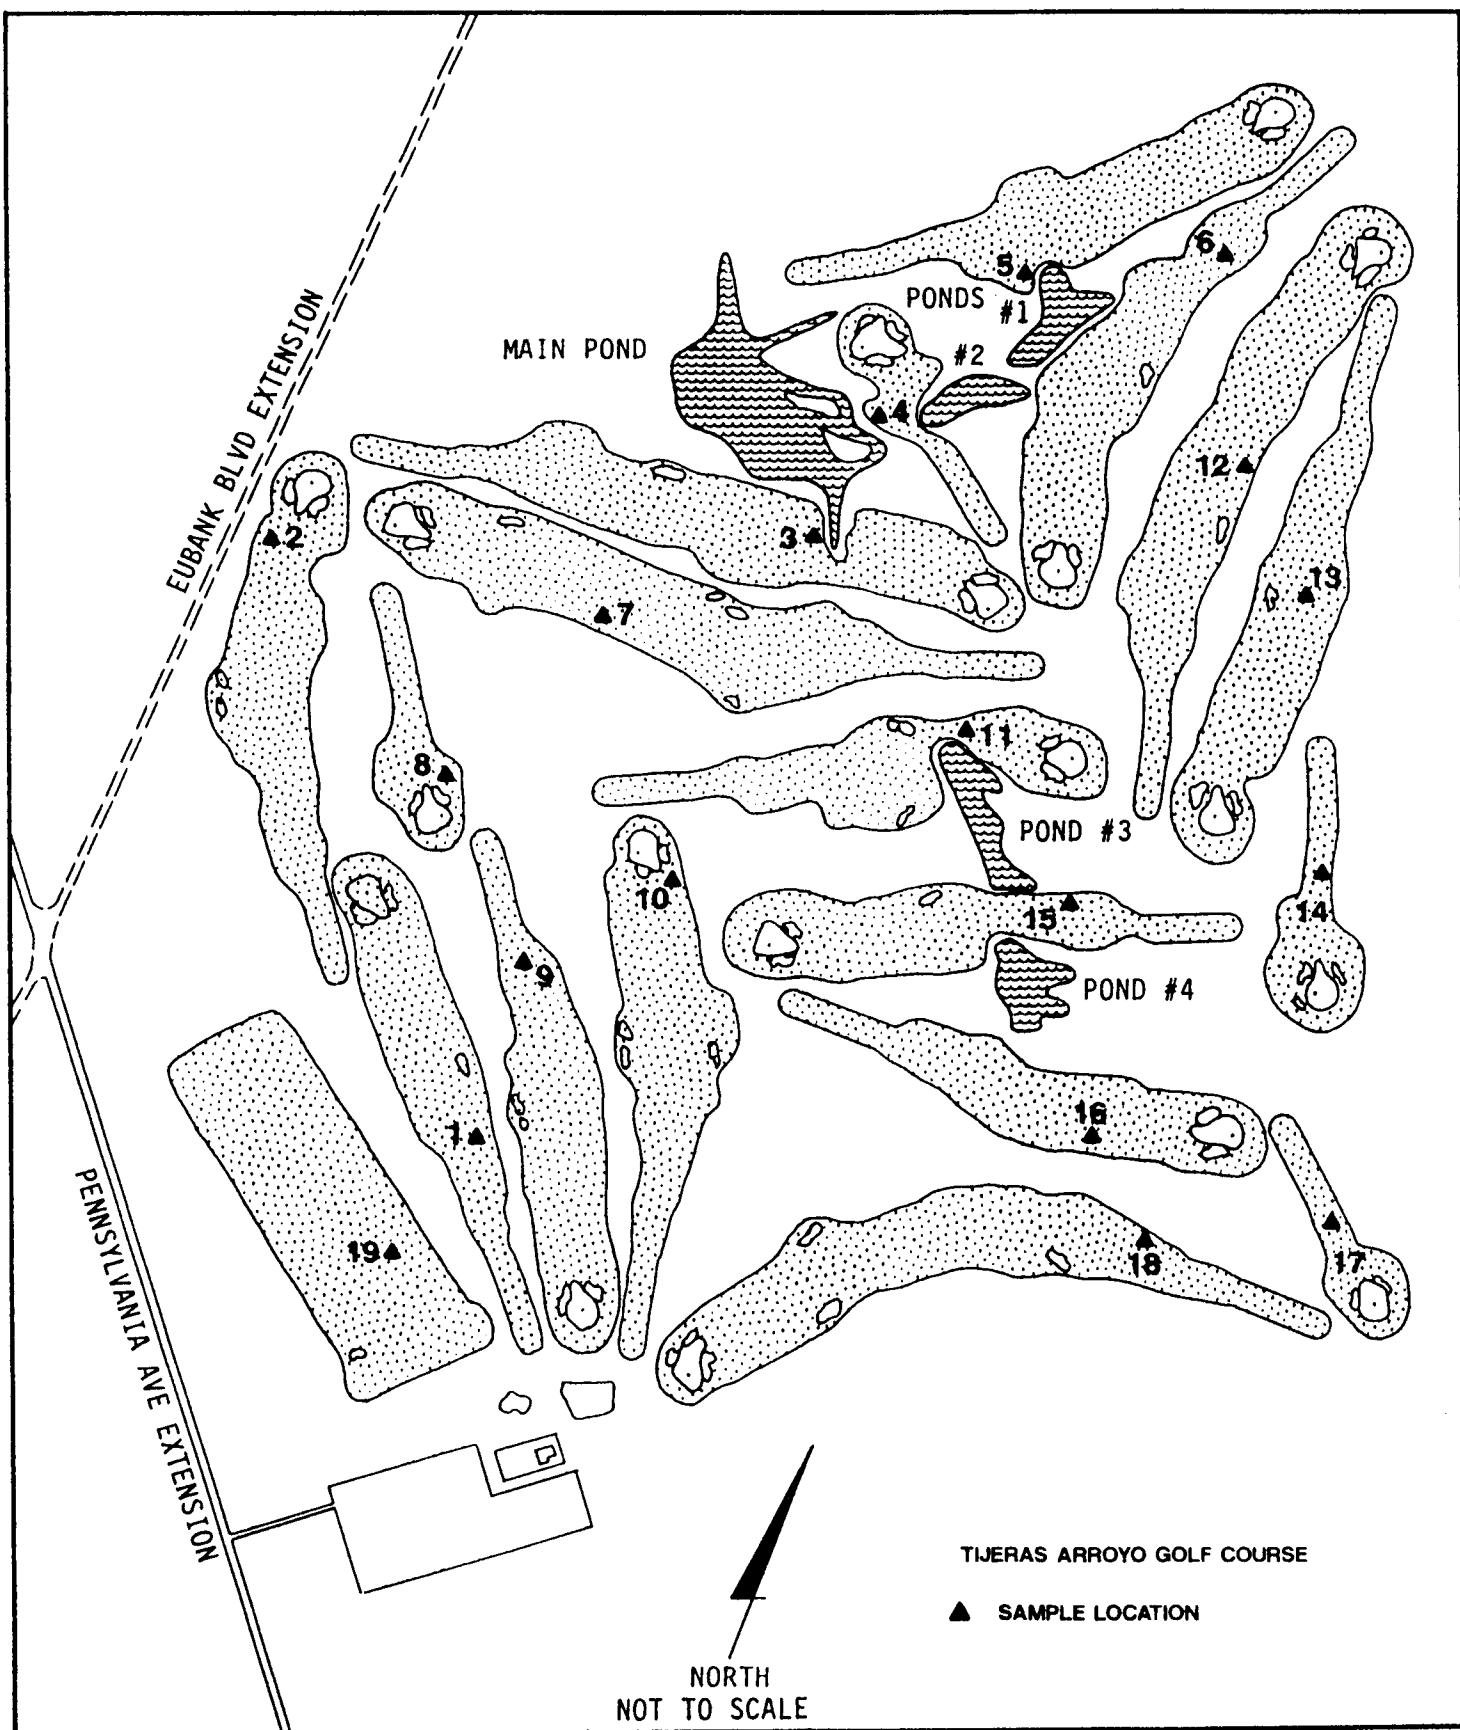 EUBANK BLVD EXTENSION
MAIN POND
PONDS #1
#2
5
6
4
12
2
3
13
7
8
11
POND #3
10
14
15
9
POND #4
1
16
PENNSYLVANIA AVE EXTENSION
19
18
17
TIJERAS ARROYO GOLF COURSE
▲ SAMPLE LOCATION
NORTH
NOT TO SCALE